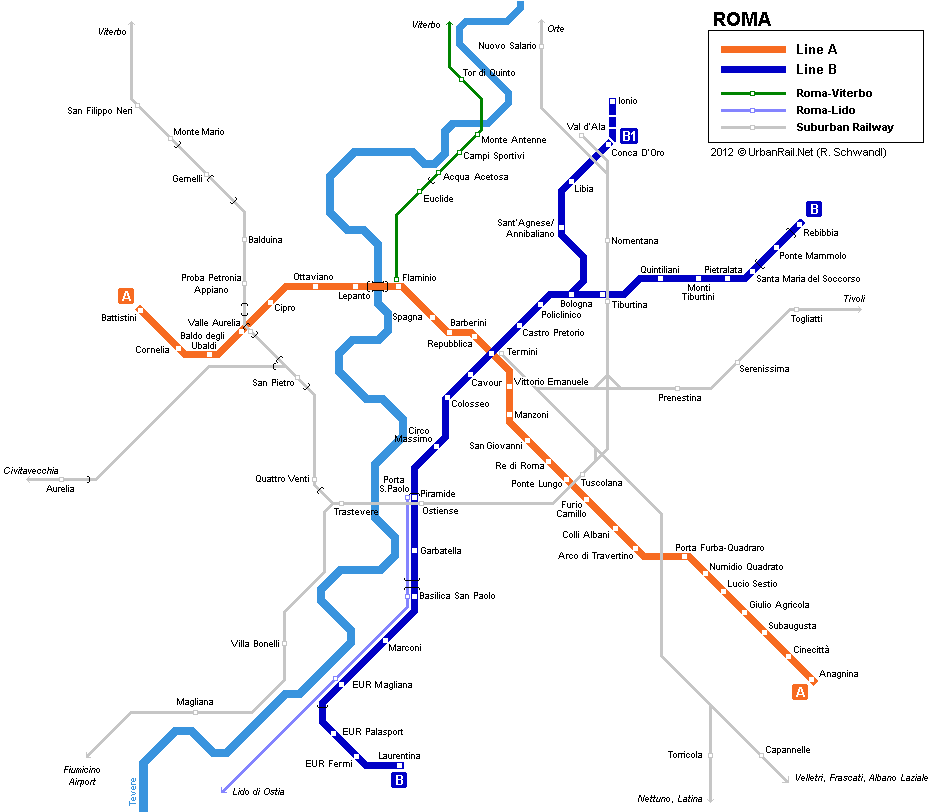 ROMA
Line A
Line B
Roma-Viterbo
Roma-Lido
Suburban Railway
2012 © UrbanRail.Net (R. Schwandl)
Viterbo
Viterbo
Orte
Nuovo Salario
Tor di Quinto
San Filippo Neri
Ionio
Val d'Ala
B1
Monte Mario
Monte Antenne
Conca D'Oro
Campi Sportivi
Gemelli
Acqua Acetosa
Libia
Euclide
B
Sant'Agnese/
Annibaliano
Rebibbia
Balduina
Nomentana
Ponte Mammolo
Proba Petronia
Appiano
Ottaviano
Flaminio
Quintiliani
Pietralata
Santa Maria del Soccorso
Monti
Tiburtini
A
Lepanto
Cipro
Bologna
Tiburtina
Tivoli
Battistini
Valle Aurelia
Spagna
Barberini
Policlinico
Togliatti
Baldo degli
Ubaldi
Repubblica
Castro Pretorio
Cornelia
Termini
San Pietro
Cavour
Vittorio Emanuele
Serenissima
Colosseo
Prenestina
Manzoni
Circo
Massimo
San Giovanni
Civitavecchia
Aurelia
Quattro Venti
Porta
S.Paolo
Re di Roma
Ponte Lungo
Tuscolana
Piramide
Trastevere
Ostiense
Furio
Camillo
Colli Albani
Garbatella
Arco di Travertino
Porta Furba-Quadraro
Numidio Quadrato
Basilica San Paolo
Lucio Sestio
Giulio Agricola
Subaugusta
Villa Bonelli
Marconi
Cinecittà
Anagnina
EUR Magliana
A
Magliana
EUR Palasport
Laurentina
EUR Fermi
B
Torricola
Capannelle
Fiumicino
Airport
Tevere
Lido di Ostia
Velletri, Frascati, Albano Laziale
Nettuno, Latina